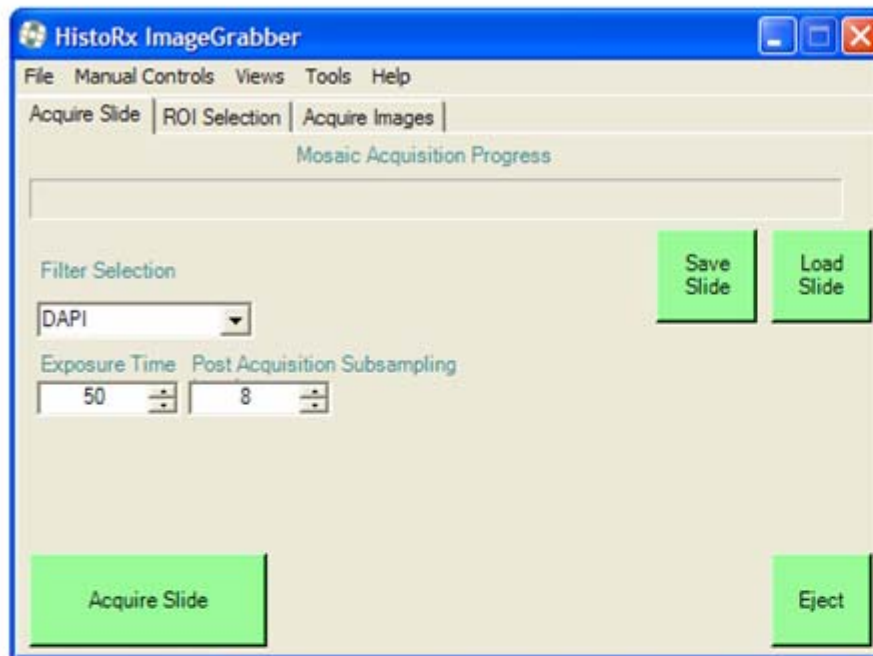 HistoRx ImageGrabber
File Manual Controls Views Tools Help
Acquire Slide ROI Selection Acquire Images
Mosaic Acquisition Progress
Save Slide
Load Slide
Filter Selection
DAPI
Exposure Time Post Acquisition Subsampling
50 8
Acquire Slide Eject